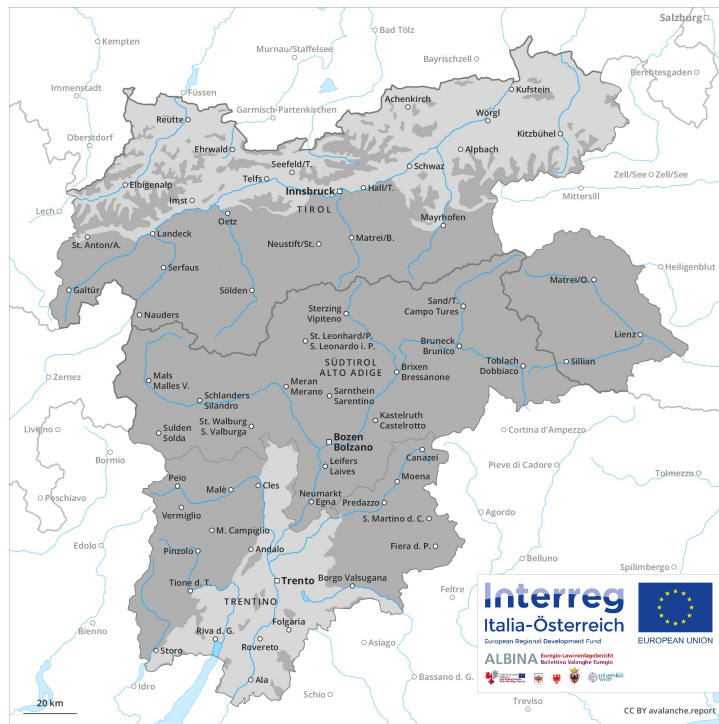 Salzburg
Bad Tölz
Kempten
Murnau/Staffelsee
Bayrischzell
Berchtesgaden
Immenstadt
Füssen
Kufstein
Achenkirch
Garmisch-Partenkirchen
Wörgl
Reutte
Kitzbühel
Oberstdorf
Ehrwald
Alpbach
Seefeld/T.
Schwaz
Zell/See
Zell/See
Telfs
Elbigenalp
Innsbruck
Hall/T.
Mittersill
Imst
Lech
TIROL
Oetz
Mayrhofen
Landeck
Matrei/B.
St. Anton/A.
Neustift/St.
Serfaus
Heiligenblut
Matrei/O.
Galtür
Sölden
Sand/T.
Campo Tures
Nauders
Sterzing
Vipiteno
Lienz
St. Leonhard/P.
S. Leonardo i. P.
Bruneck
Brunico
SÜDTIROL
ALTO ADIGE
Toblach
Dobbiaco
Sillian
Zernez
Mals
Malles V.
Brixen
Bressanone
Meran
Merano
Sarnthein
Sarentino
Schlanders
Silandro
Kastelruth
Castelrotto
St. Walburg
S. Valburga
Livigno
Sulden
Solda
Cortina d'Ampezzo
Bozen
Bolzano
Bormio
Canazei
Leifers
Laives
Pieve di Cadore
Tolmezzo
Peio
Moena
Malè
Cles
Neumarkt
Egna
Predazzo
Poschiavo
Vermiglio
Agordo
S. Martino d. C.
M. Campiglio
Edolo
Pinzolo
Andalo
Fiera d. P.
Belluno
Spilimbergo
Tione d. T.
Trento
Borgo Valsugana
Feltre
TRENTINO
Folgaria
Bienno
Riva d. G.
Rovereto
Asiago
Storo
Ala
Bassano d. G.
Idro
Schio
Treviso
Interreg
Italia-Österreich
European Regional Development Fund
EUROPEAN UNION
ALBINA
Euregio-Lawinenlagebericht
Bollettino Valanghe Euregio
universität
wien
20 km
CC BY avalanche.report